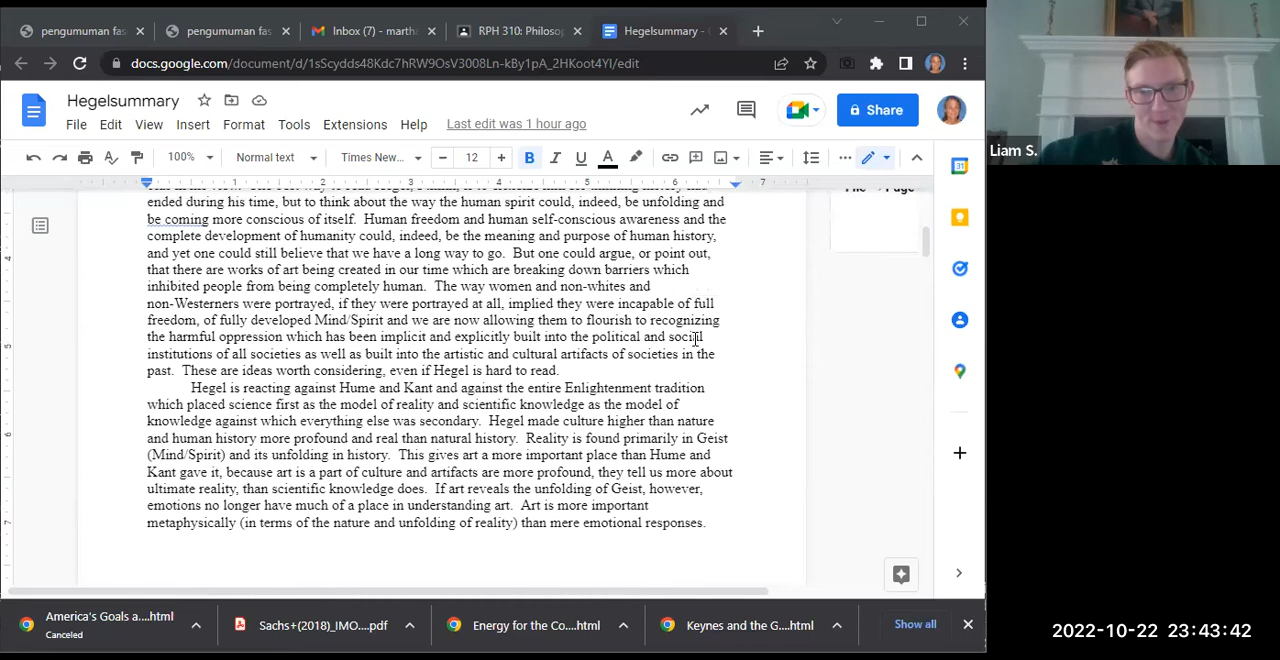 pengumuman fas
pengumuman fas
Inbox (7) - martha
RPH 310: Philosop
Hegelsummary - G
docs.google.com/document/d/1sScydds48Kdc7hRW9OsV3008Ln-kBy1pA_2HKoot4YI/edit
Hegelsummary
File Edit View Insert Format Tools Extensions Help Last edit was 1 hour ago
Share
100% Normal text Times New... 12 B I U A
1 2 3 4 5 6 7
ended during his time, but to think about the way the human spirit could, indeed, be unfolding and
be coming more conscious of itself. Human freedom and human self-conscious awareness and the
complete development of humanity could, indeed, be the meaning and purpose of human history,
and yet one could still believe that we have a long way to go. But one could argue, or point out,
that there are works of art being created in our time which are breaking down barriers which
inhibited people from being completely human. The way women and non-whites and
non-Westerners were portrayed, if they were portrayed at all, implied they were incapable of full
freedom, of fully developed Mind/Spirit and we are now allowing them to flourish to recognizing
the harmful oppression which has been implicit and explicitly built into the political and social
institutions of all societies as well as built into the artistic and cultural artifacts of societies in the
past. These are ideas worth considering, even if Hegel is hard to read.
Hegel is reacting against Hume and Kant and against the entire Enlightenment tradition
which placed science first as the model of reality and scientific knowledge as the model of
knowledge against which everything else was secondary. Hegel made culture higher than nature
and human history more profound and real than natural history. Reality is found primarily in Geist
(Mind/Spirit) and its unfolding in history. This gives art a more important place than Hume and
Kant gave it, because art is a part of culture and artifacts are more profound, they tell us more about
ultimate reality, than scientific knowledge does. If art reveals the unfolding of Geist, however,
emotions no longer have much of a place in understanding art. Art is more important
metaphysically (in terms of the nature and unfolding of reality) than mere emotional responses.
4
5
6
7
31
Liam S.
America's Goals a....html
Canceled
Sachs+(2018)_IMO....pdf
Energy for the Co....html
Keynes and the G....html
Show all
2022-10-22 23:43:42